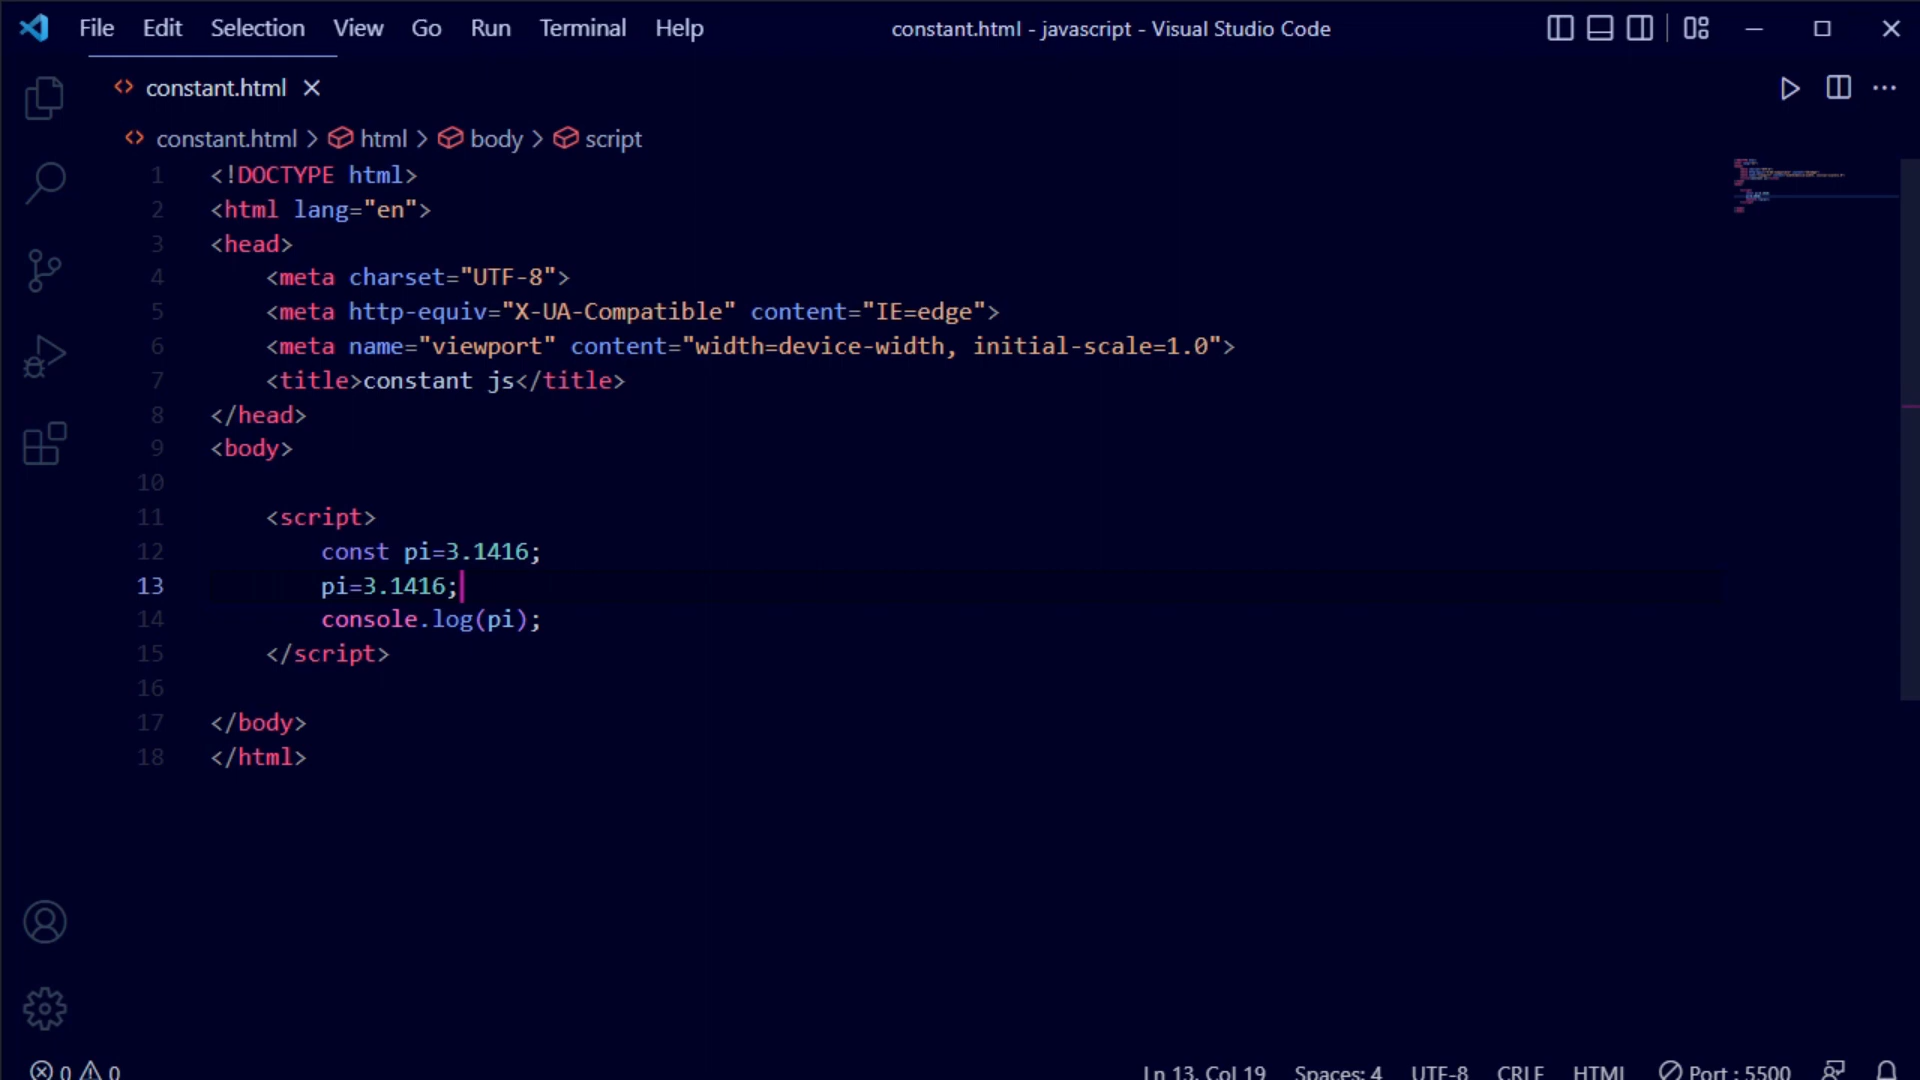 File Edit Selection View Go Run Terminal Help constant.html - javascript - Visual Studio Code
constant.html
constant.html > html > body > script
1 <!DOCTYPE html>
2 <html lang="en">
3 <head>
4 <meta charset="UTF-8">
5 <meta http-equiv="X-UA-Compatible" content="IE=edge">
6 <meta name="viewport" content="width=device-width, initial-scale=1.0">
7 <title>constant js</title>
8 </head>
9 <body>
10
11 <script>
12 const pi=3.1416;
13 pi=3.1416;
14 console.log(pi);
15 </script>
16
17 </body>
18 </html>
0 0 Ln 13, Col 19 Spaces: 4 UTF-8 CRLF HTML Port : 5500